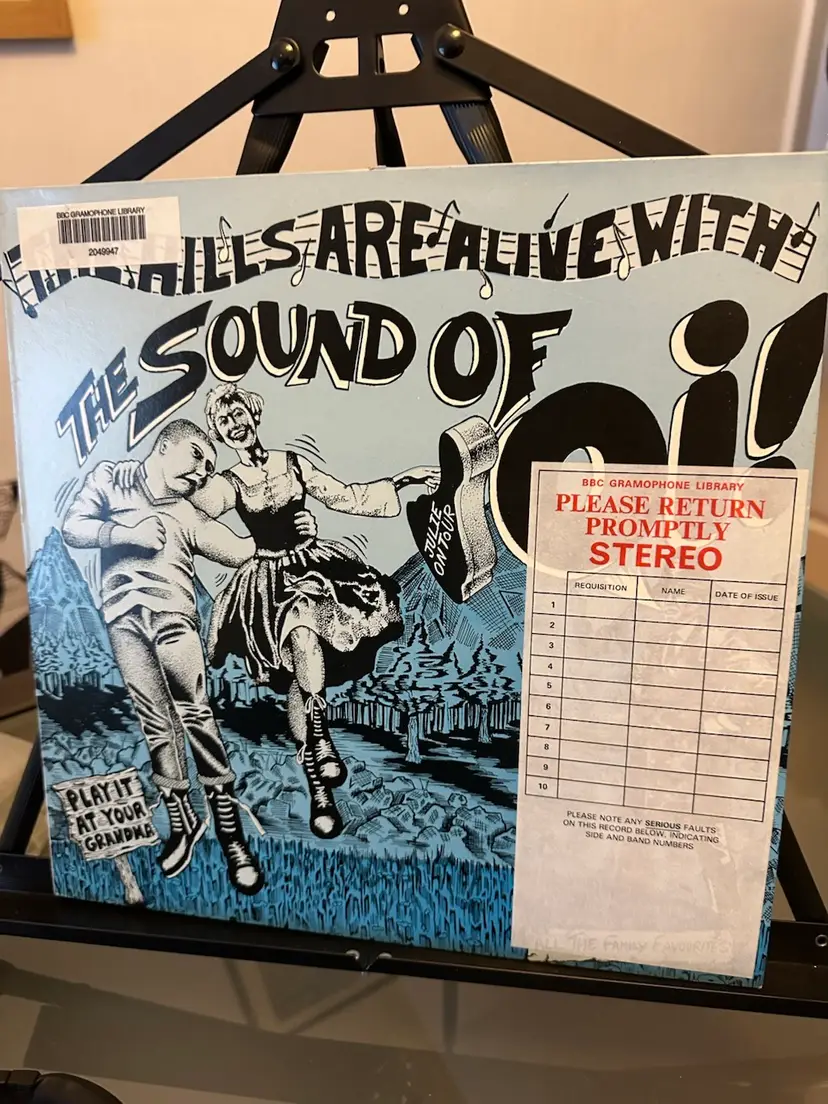 BBC GRAMOPHONE LIBRARY
2049947
HILLS ARE ALIVE WITH
THE SOUND OF
oi!
JULIE
ON TOUR
PLAY IT
AT YOUR
GRANDMA
BBC GRAMOPHONE LIBRARY
PLEASE RETURN
PROMPTLY
STEREO
REQUISITION NAME DATE OF ISSUE
1
2
3
4
5
6
7
8
9
10
PLEASE NOTE ANY SERIOUS FAULTS
ON THIS RECORD BELOW, INDICATING
SIDE AND BAND NUMBERS
ALL THE FAMILY FAVOURITES